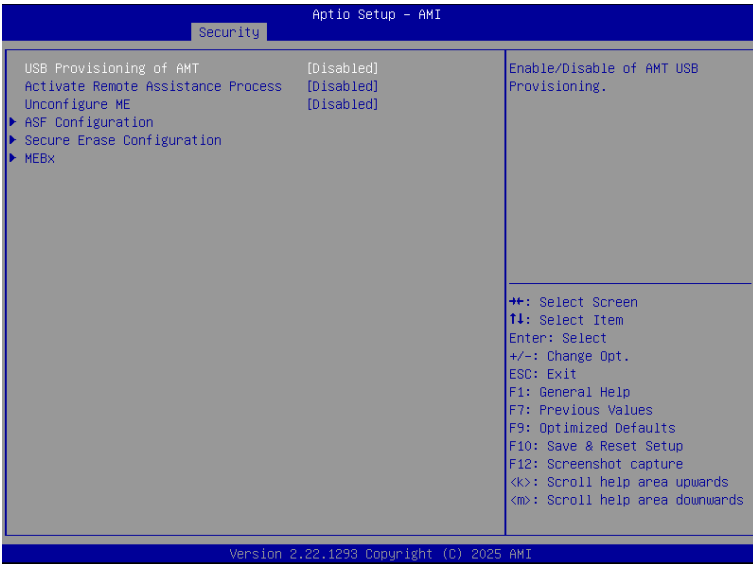 Aptio Setup – AMI
Security
USB Provisioning of AMT [Disabled]
Activate Remote Assistance Process [Disabled]
Unconfigure ME [Disabled]
ASF Configuration
Secure Erase Configuration
MEBx
Enable/Disable of AMT USB
Provisioning.
→←: Select Screen
↑↓: Select Item
Enter: Select
+/-: Change Opt.
ESC: Exit
F1: General Help
F7: Previous Values
F9: Optimized Defaults
F10: Save & Reset Setup
F12: Screenshot capture
<k>: Scroll help area upwards
<m>: Scroll help area downwards
Version 2.22.1293 Copyright (C) 2025 AMI